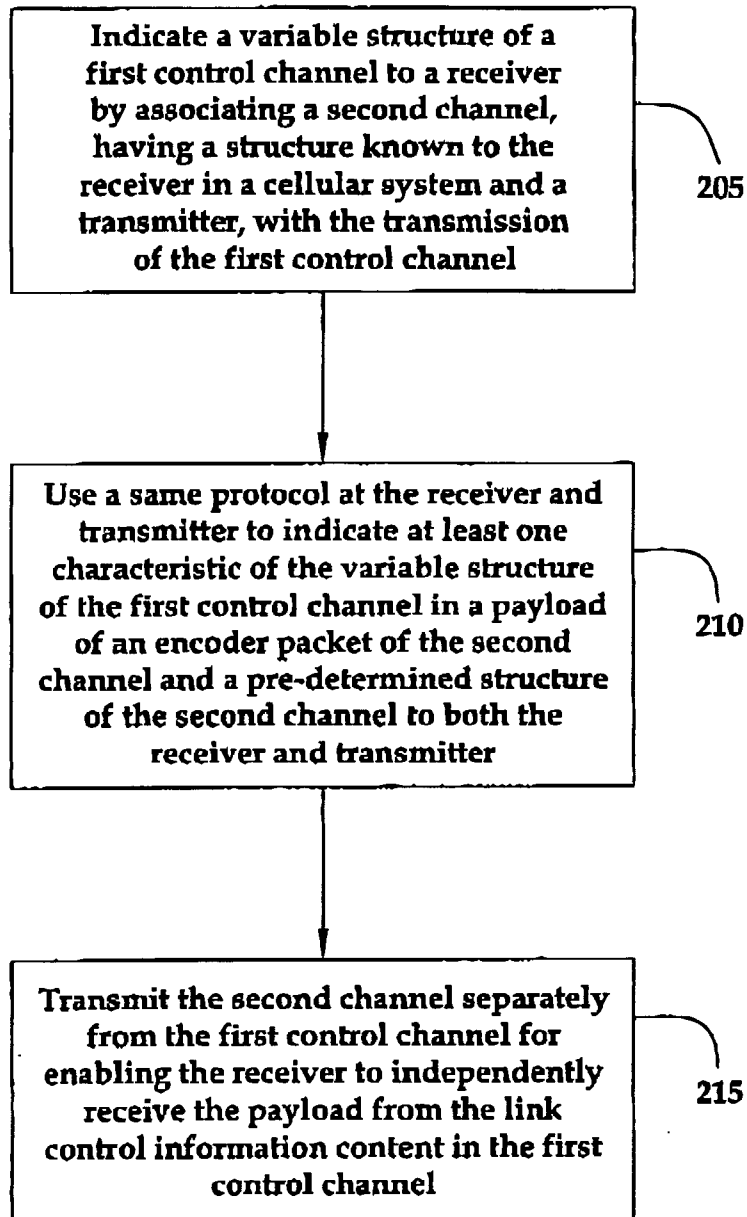 Indicate a variable structure of a
first control channel to a receiver
by associating a second channel,
having a structure known to the
receiver in a cellular system and a
transmitter, with the transmission
of the first control channel
205
Use a same protocol at the receiver and
transmitter to indicate at least one
characteristic of the variable structure
of the first control channel in a payload
of an encoder packet of the second
channel and a pre-determined structure
of the second channel to both the
receiver and transmitter
210
Transmit the second channel separately
from the first control channel for
enabling the receiver to independently
receive the payload from the link
control information content in the first
control channel
215